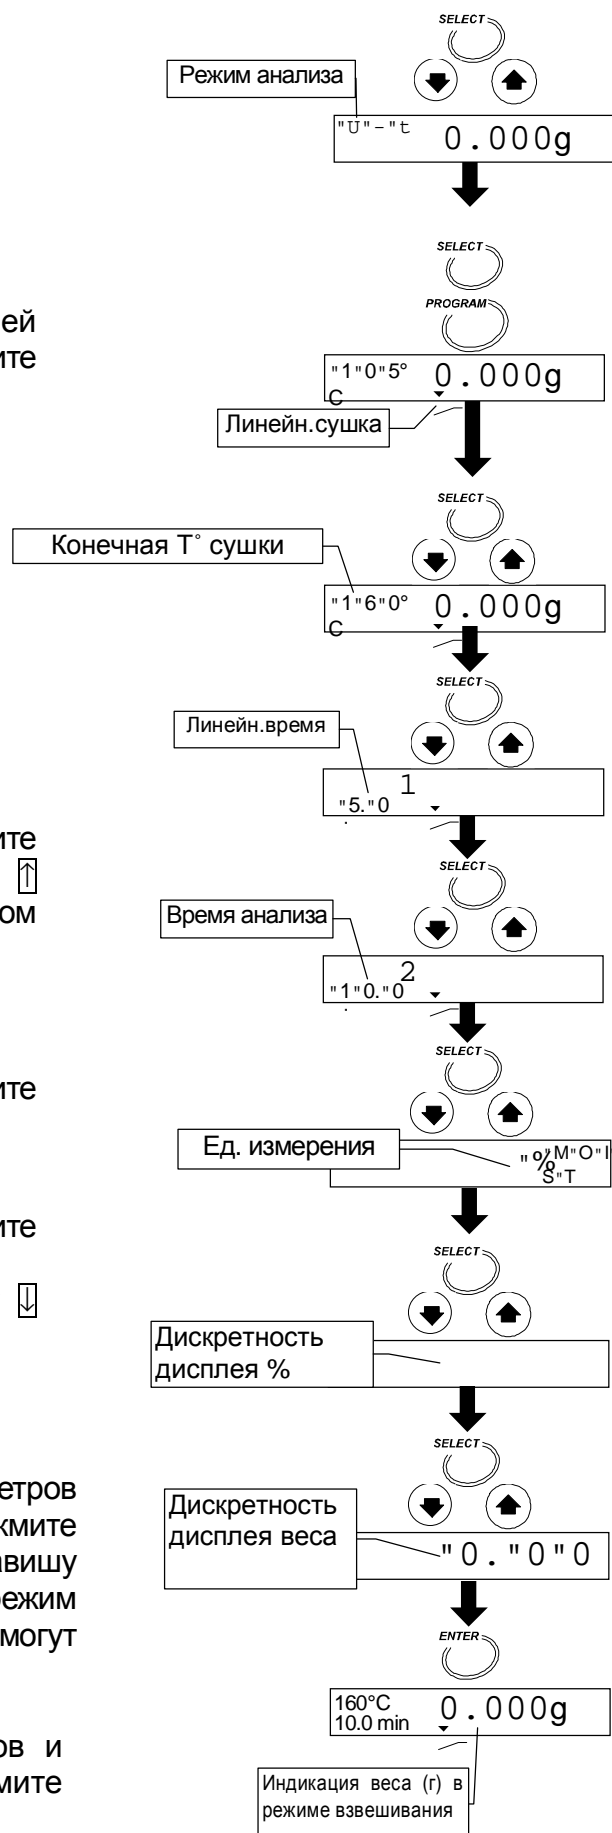 SELECT
Режим анализа
"U"–"t 0.000g
SELECT
PROGRAM
ей
ите
"1"0"5° 0.000g
C
Линейн.сушка
SELECT
Конечная Т° сушки
"1"6"0° 0.000g
C
SELECT
Линейн.время
1
"5."0
ите
↑
ом
SELECT
Время анализа
2
"1"0."0
SELECT
ите
Ед. измерения
"%"M"O"I
S"T
ите
SELECT
↓
Дискретность
дисплея %
SELECT
етров
жмите
авишу
режим
могут
Дискретность
дисплея веса
"0."0"0
ENTER
160°C 0.000g
10.0 min
ов и
мите
Индикация веса (г) в
режиме взвешивания